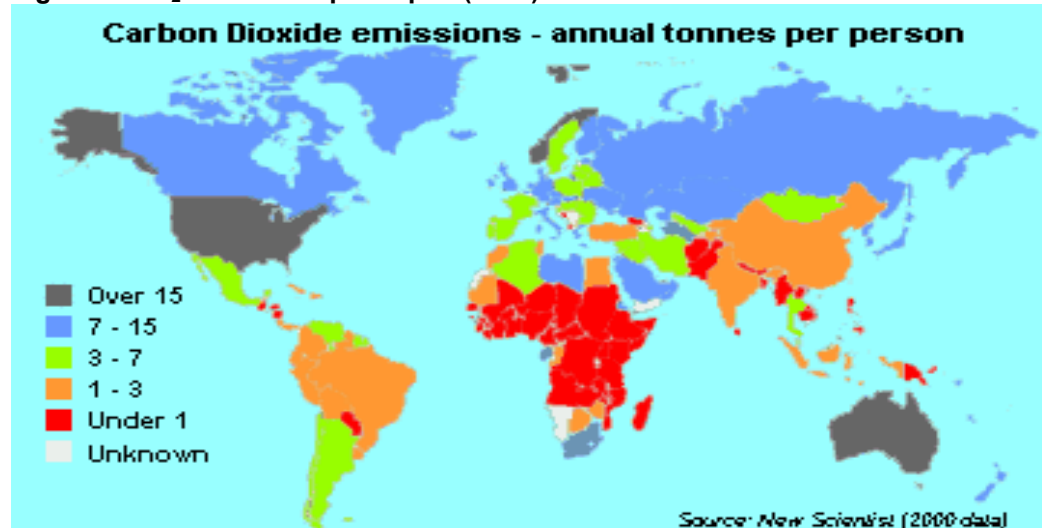 Carbon Dioxide emissions - annual tonnes per person
Over 15
7 - 15
3 - 7
1 - 3
Under 1
Unknown
Source: New Scientist (2000 data)